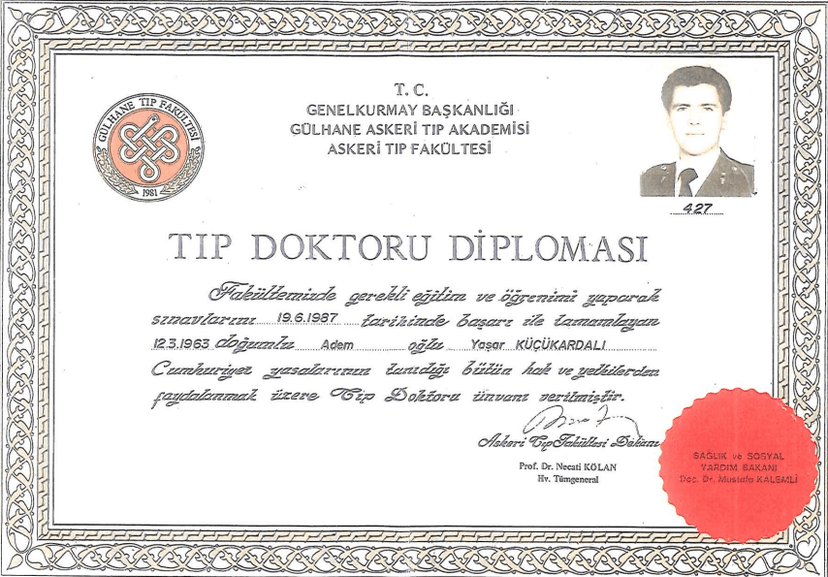 T. C.
GENELKURMAY BAŞKANLIĞI
GÜLHANE ASKERİ TIP AKADEMİSİ
ASKERİ TIP FAKÜLTESİ
GÜLHANE TIP FAKÜLTESİ
1981
427
TIP DOKTORU DİPLOMASI
Fakültemizde gerekli eğitim ve öğrenimi yaparak
sınavlarını 19.6.1987 tarihinde başarı ile tamamlayan
12.3.1963 doğumlu Adem oğlu Yaşar KÜÇÜKARDALI
Cumhuriyet yasalarının tanıdığı bütün hak ve yetkilerden
faydalanmak üzere Tıp Doktoru ünvanı verilmiştir.
Askeri Tıp Fakültesi Dekanı
Prof. Dr. Necati KÖLAN
Hv. Tümgeneral
SAĞLIK ve SOSYAL
YARDIM BAKANI
Doç. Dr. Mustafa KALEMLİ